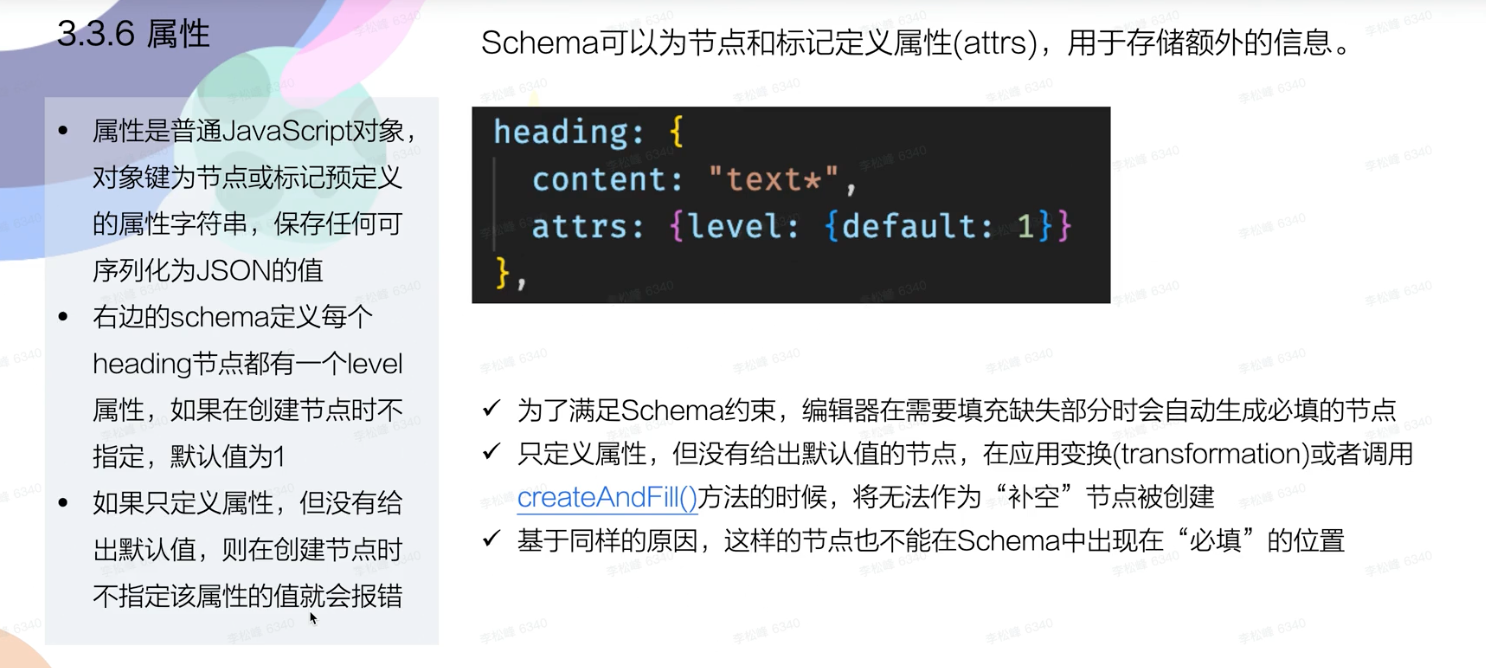 3.3.6 属性
• 属性是普通JavaScript对象，
对象键为节点或标记预定义
的属性字符串，保存任何可
序列化为JSON的值
• 右边的schema定义每个
heading节点都有一个level
属性，如果在创建节点时不
指定，默认值为1
• 如果只定义属性，但没有给
出默认值，则在创建节点时
不指定该属性的值就会报错
Schema可以为节点和标记定义属性(attrs)，用于存储额外的信息。
heading: {
content: "text*",
attrs: {level: {default: 1}}
},
✓ 为了满足Schema约束，编辑器在需要填充缺失部分时会自动生成必填的节点
✓ 只定义属性，但没有给出默认值的节点，在应用变换(transformation)或者调用
createAndFill()方法的时候，将无法作为“补空”节点被创建
✓ 基于同样的原因，这样的节点也不能在Schema中出现在“必填”的位置
李松峰 6340